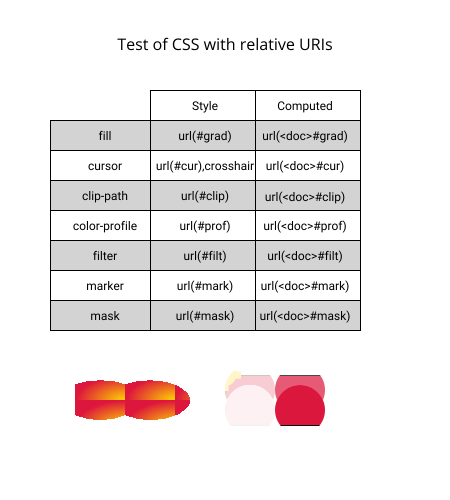 Test of CSS with relative URIs
Style Computed
fill url(#grad) url(<doc>#grad)
cursor url(#cur),crosshair url(<doc>#cur)
clip-path url(#clip) url(<doc>#clip)
color-profile url(#prof) url(<doc>#prof)
filter url(#filt) url(<doc>#filt)
marker url(#mark) url(<doc>#mark)
mask url(#mask) url(<doc>#mask)